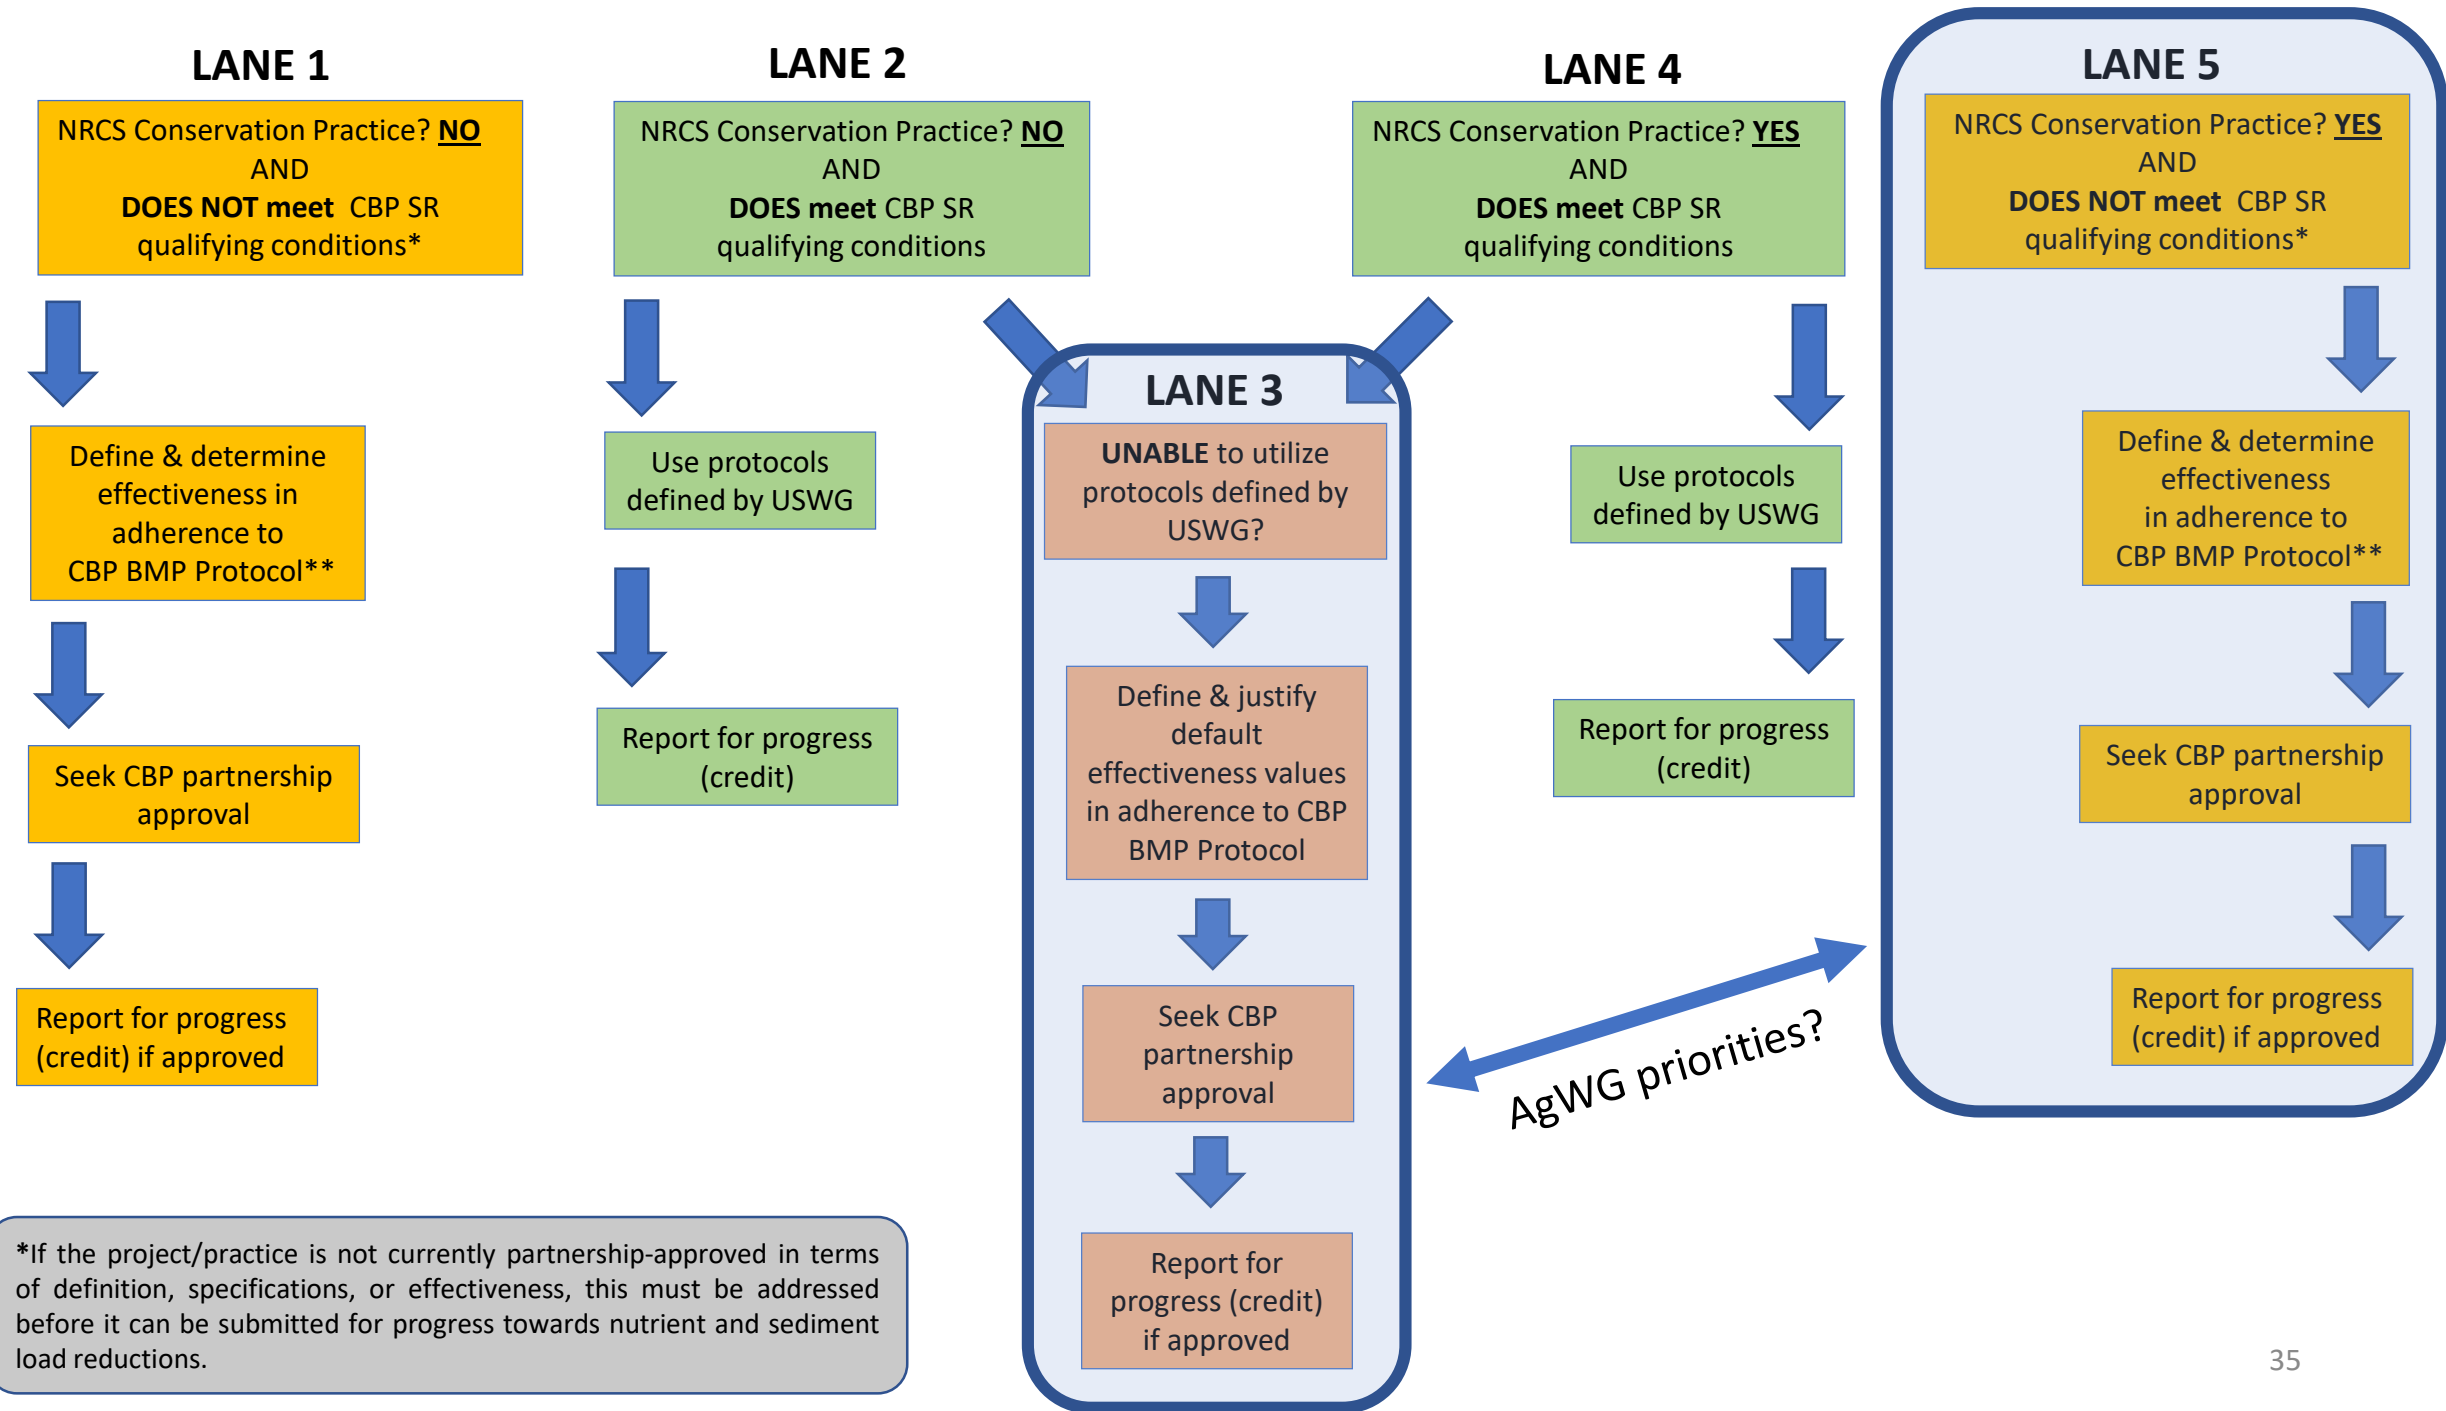 LANE 1
NRCS Conservation Practice? NO
AND
DOES NOT meet CBP SR
qualifying conditions*
Define & determine
effectiveness in
adherence to
CBP BMP Protocol**
Seek CBP partnership
approval
Report for progress
(credit) if approved
LANE 2
NRCS Conservation Practice? NO
AND
DOES meet CBP SR
qualifying conditions
Use protocols
defined by USWG
Report for progress
(credit)
LANE 3
UNABLE to utilize
protocols defined by
USWG?
Define & justify
default
effectiveness values
in adherence to CBP
BMP Protocol
Seek CBP
partnership
approval
Report for
progress (credit)
if approved
LANE 4
NRCS Conservation Practice? YES
AND
DOES meet CBP SR
qualifying conditions
Use protocols
defined by USWG
Report for progress
(credit)
AgWG priorities?
LANE 5
NRCS Conservation Practice? YES
AND
DOES NOT meet CBP SR
qualifying conditions*
Define & determine
effectiveness
in adherence to
CBP BMP Protocol**
Seek CBP partnership
approval
Report for progress
(credit) if approved
*If the project/practice is not currently partnership-approved in terms
of definition, specifications, or effectiveness, this must be addressed
before it can be submitted for progress towards nutrient and sediment
load reductions.
35